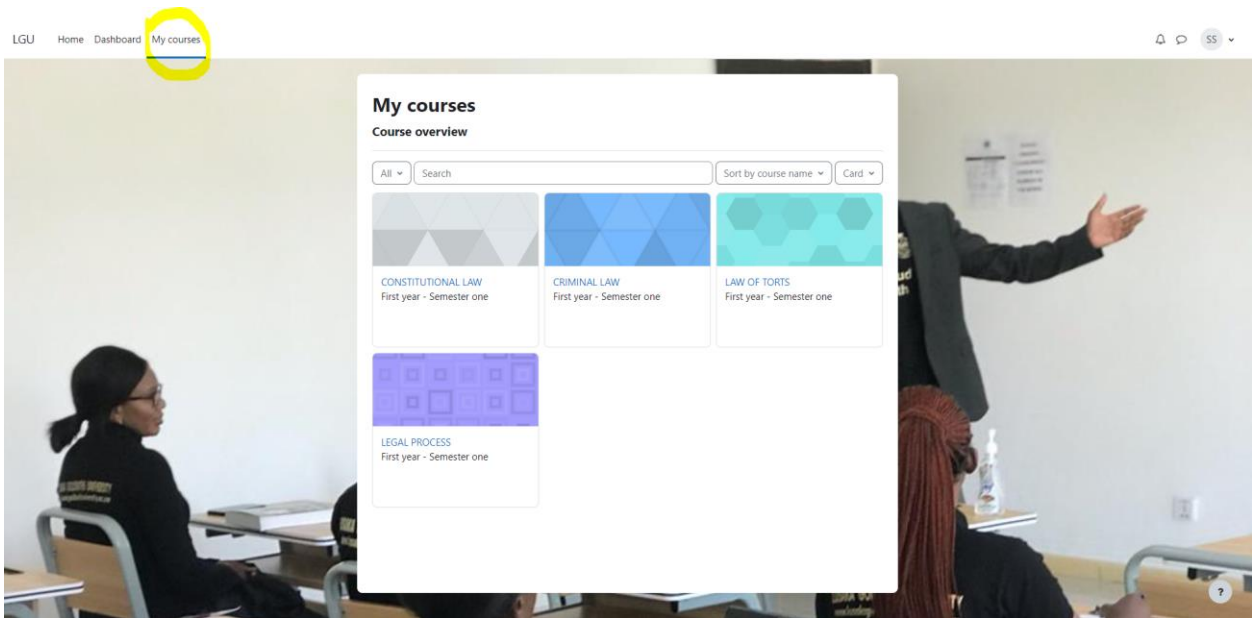 LGU Home Dashboard My courses SS
My courses
Course overview
All Search Sort by course name Card
CONSTITUTIONAL LAW
First year - Semester one
CRIMINAL LAW
First year - Semester one
LAW OF TORTS
First year - Semester one
LEGAL PROCESS
First year - Semester one
?